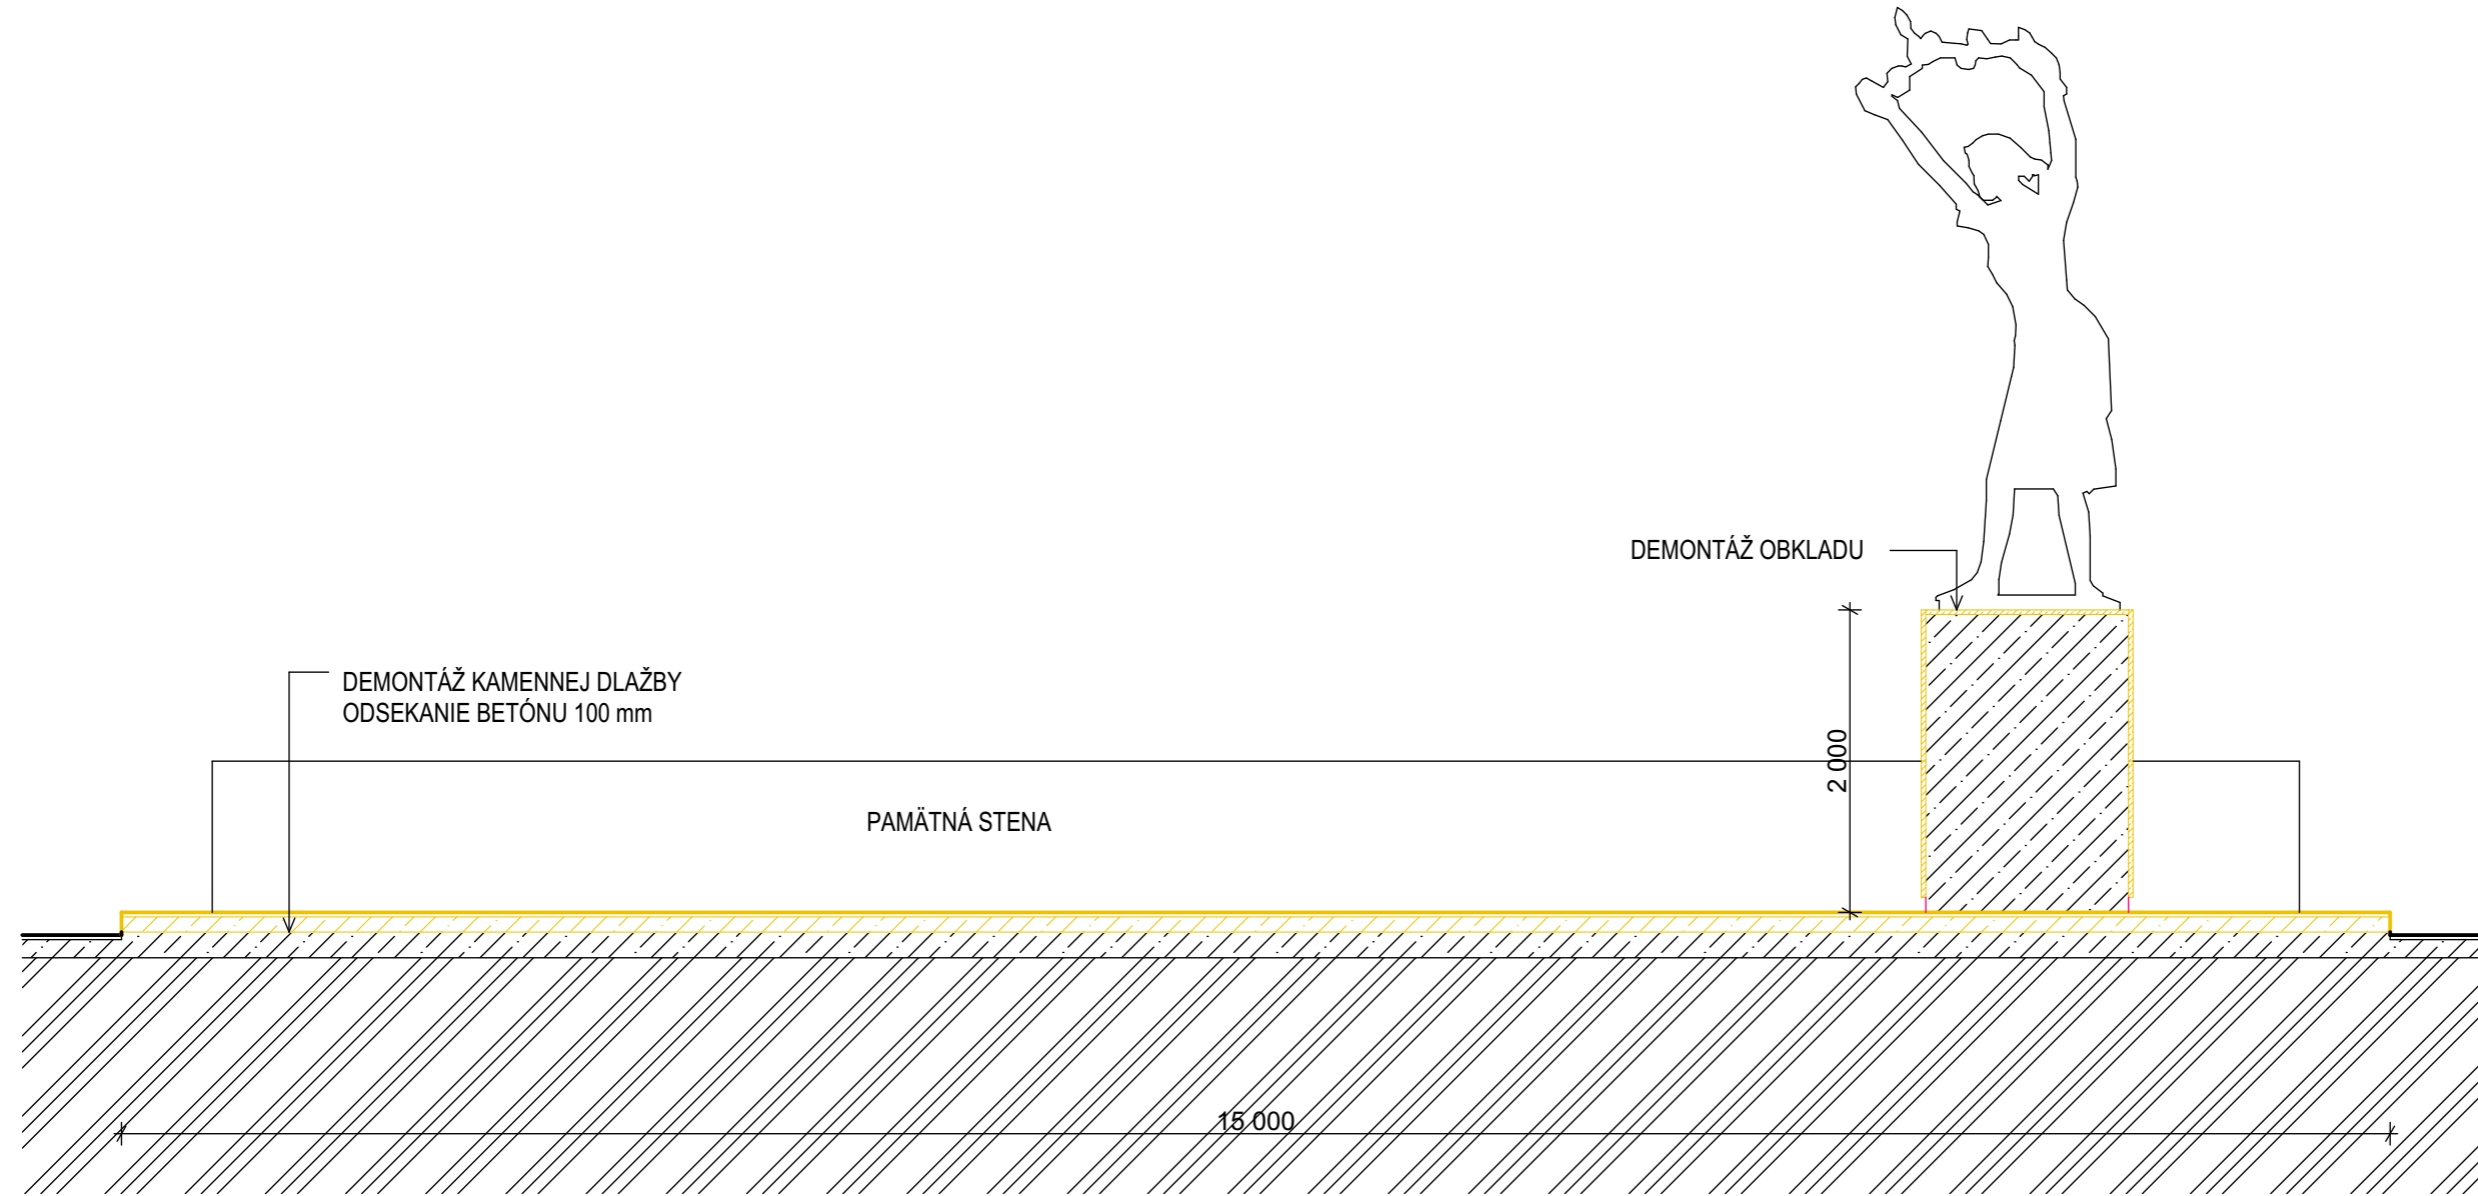 DEMONTÁŽ OBKLADU
DEMONTÁŽ KAMENNEJ DLAŽBY
ODSEKANIE BETÓNU 100 mm
2 000
PAMÄTNÁ STENA
15 000